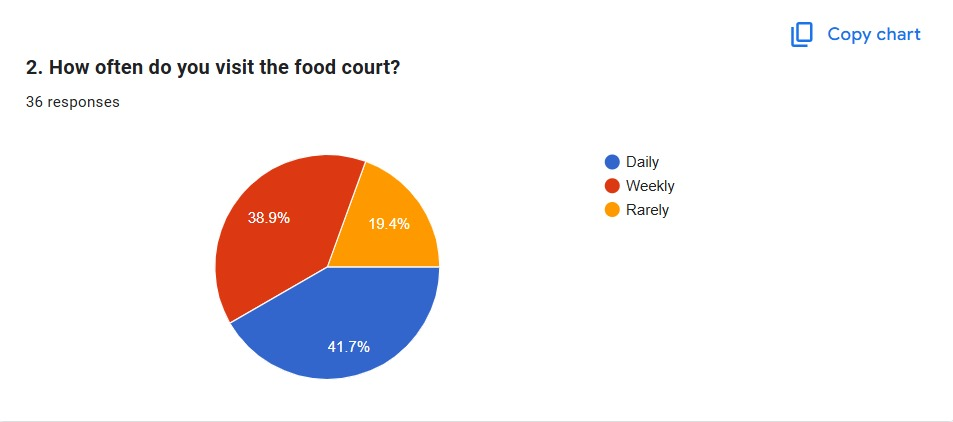 Copy chart
2. How often do you visit the food court?
36 responses
Daily
Weekly
Rarely
38.9%
19.4%
41.7%